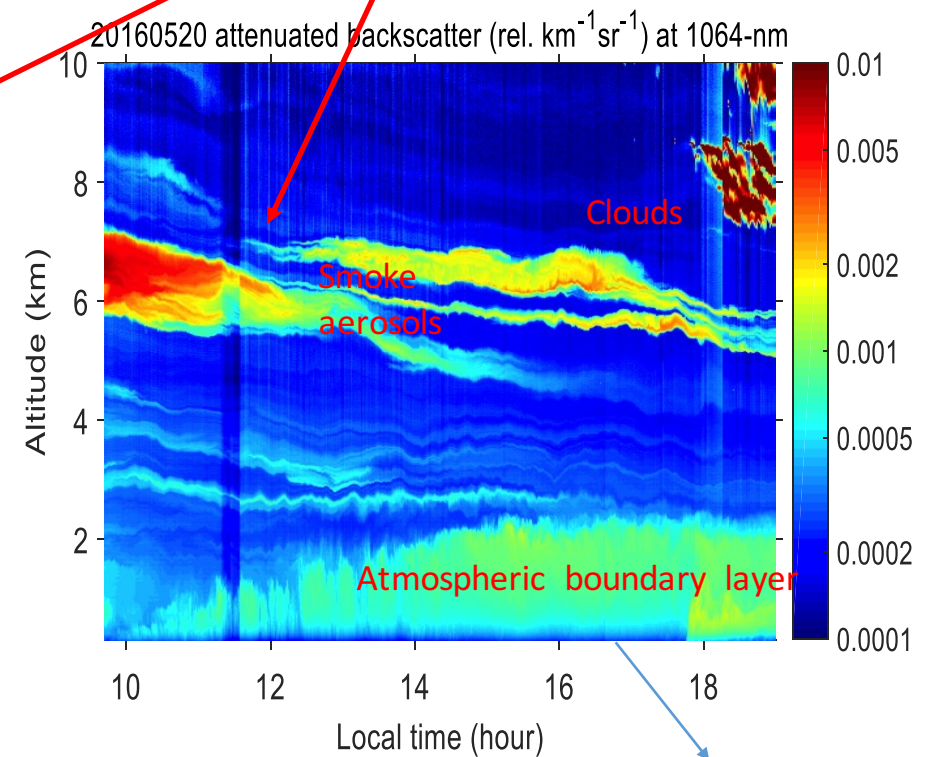 20160520 attenuated backscatter (rel. km⁻¹sr⁻¹) at 1064-nm
10
8
6
4
2
Altitude (km)
Clouds
Smoke
aerosols
Atmospheric boundary layer
0.01
0.005
0.002
0.001
0.0005
0.0002
0.0001
10 12 14 16 18
Local time (hour)